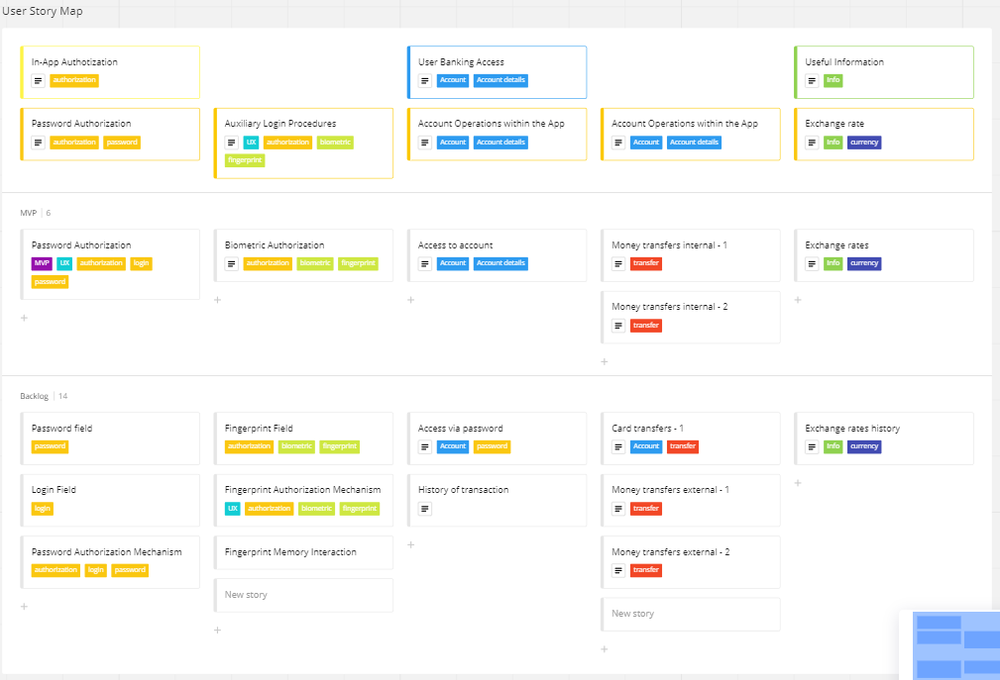 User Story Map
In-App Authotization
authorization
User Banking Access
Account Account details
Useful Information
Info
Password Authorization
authorization password
Auxiliary Login Procedures
UX authorization biometric
fingerprint
Account Operations within the App
Account Account details
Account Operations within the App
Account Account details
Exchange rate
Info currency
MVP | 6
Password Authorization
MVP UX authorization login
password
Biometric Authorization
authorization biometric fingerprint
Access to account
Account Account details
Money transfers internal - 1
transfer
Money transfers internal - 2
transfer
Exchange rates
Info currency
Backlog | 14
Password field
password
Login Field
login
Password Authorization Mechanism
authorization login password
Fingerprint Field
authorization biometric fingerprint
Fingerprint Authorization Mechanism
UX authorization biometric fingerprint
Fingerprint Memory Interaction
New story
Access via password
Account password
History of transaction
Card transfers - 1
Account transfer
Money transfers external - 1
transfer
Money transfers external - 2
transfer
New story
Exchange rates history
Info currency